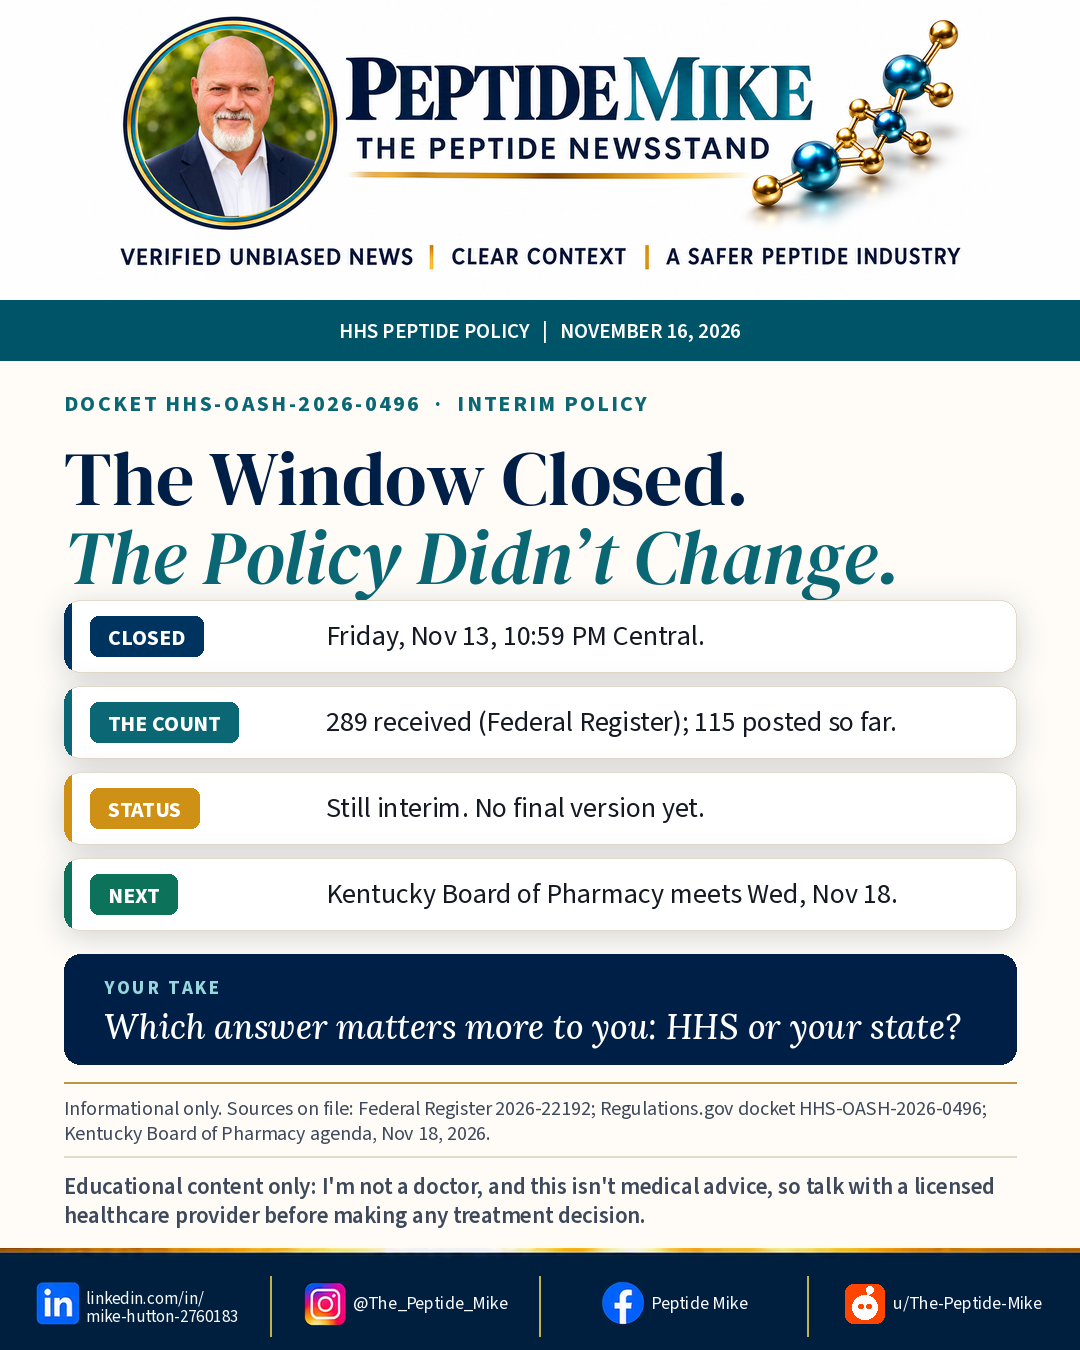 PEPTIDEMIKE
THE PEPTIDE NEWSSTAND
VERIFIED UNBIASED NEWS | CLEAR CONTEXT | A SAFER PEPTIDE INDUSTRY
HHS PEPTIDE POLICY | NOVEMBER 16, 2026
DOCKET HHS-OASH-2026-0496 · INTERIM POLICY
The Window Closed.
The Policy Didn’t Change.
CLOSED Friday, Nov 13, 10:59 PM Central.
THE COUNT 289 received (Federal Register); 115 posted so far.
STATUS Still interim. No final version yet.
NEXT Kentucky Board of Pharmacy meets Wed, Nov 18.
YOUR TAKE
Which answer matters more to you: HHS or your state?
Informational only. Sources on file: Federal Register 2026-22192; Regulations.gov docket HHS-OASH-2026-0496;
Kentucky Board of Pharmacy agenda, Nov 18, 2026.
Educational content only: I'm not a doctor, and this isn't medical advice, so talk with a licensed
healthcare provider before making any treatment decision.
in linkedin.com/in/
mike-hutton-2760183
@The_Peptide_Mike
Peptide Mike
u/The-Peptide-Mike